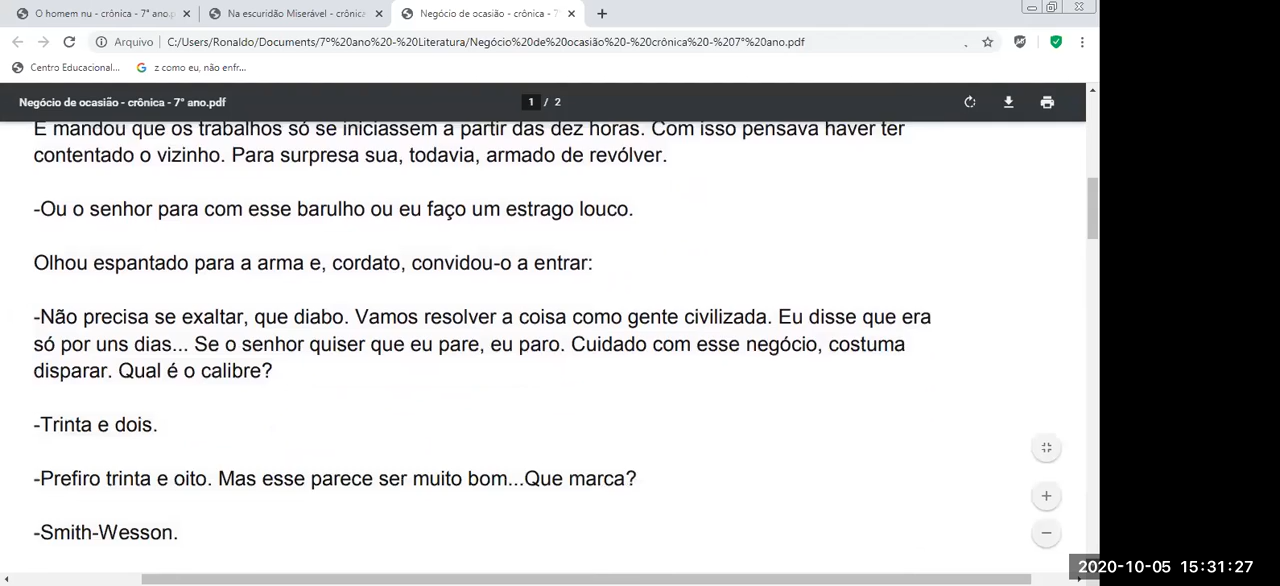 O homem nu - crônica - 7° ano.p
Na escuridão Miserável - crônica
Negócio de ocasião - crônica - 7°
Arquivo
C:/Users/Ronaldo/Documents/7º%20ano%20-%20Literatura/Negócio%20de%20ocasião%20-%20crônica%20-%207°%20ano.pdf
Centro Educacional...
z como eu, não enfr...
Negócio de ocasião - crônica - 7° ano.pdf
1 / 2
E mandou que os trabalhos só se iniciassem a partir das dez horas. Com isso pensava haver ter
contentado o vizinho. Para surpresa sua, todavia, armado de revólver.
-Ou o senhor para com esse barulho ou eu faço um estrago louco.
Olhou espantado para a arma e, cordato, convidou-o a entrar:
-Não precisa se exaltar, que diabo. Vamos resolver a coisa como gente civilizada. Eu disse que era
só por uns dias... Se o senhor quiser que eu pare, eu paro. Cuidado com esse negócio, costuma
disparar. Qual é o calibre?
-Trinta e dois.
-Prefiro trinta e oito. Mas esse parece ser muito bom...Que marca?
-Smith-Wesson.
2020-10-05 15:31:27